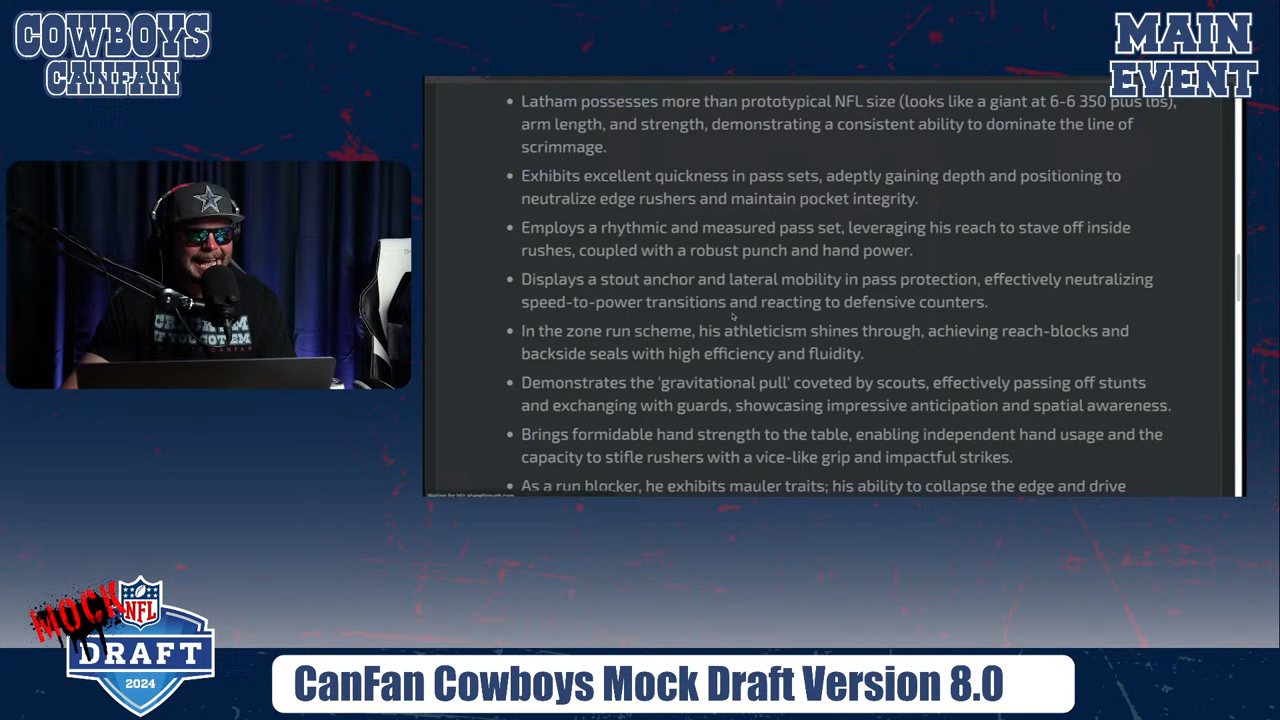 COWBOYS
CANFAN
MAIN
EVENT
Latham possesses more than prototypical NFL size (looks like a giant at 6-6 350 plus lbs),
arm length, and strength, demonstrating a consistent ability to dominate the line of
scrimmage.
Exhibits excellent quickness in pass sets, adeptly gaining depth and positioning to
neutralize edge rushers and maintain pocket integrity.
Employs a rhythmic and measured pass set, leveraging his reach to stave off inside
rushes, coupled with a robust punch and hand power.
Displays a stout anchor and lateral mobility in pass protection, effectively neutralizing
speed-to-power transitions and reacting to defensive counters.
In the zone run scheme, his athleticism shines through, achieving reach-blocks and
backside seals with high efficiency and fluidity.
Demonstrates the 'gravitational pull' coveted by scouts, effectively passing off stunts
and exchanging with guards, showcasing impressive anticipation and spatial awareness.
Brings formidable hand strength to the table, enabling independent hand usage and the
capacity to stifle rushers with a vice-like grip and impactful strikes.
As a run blocker, he exhibits mauler traits; his ability to collapse the edge and drive
IF YOU GOT EM
MOCK
NFL
DRAFT
2024
CanFan Cowboys Mock Draft Version 8.0